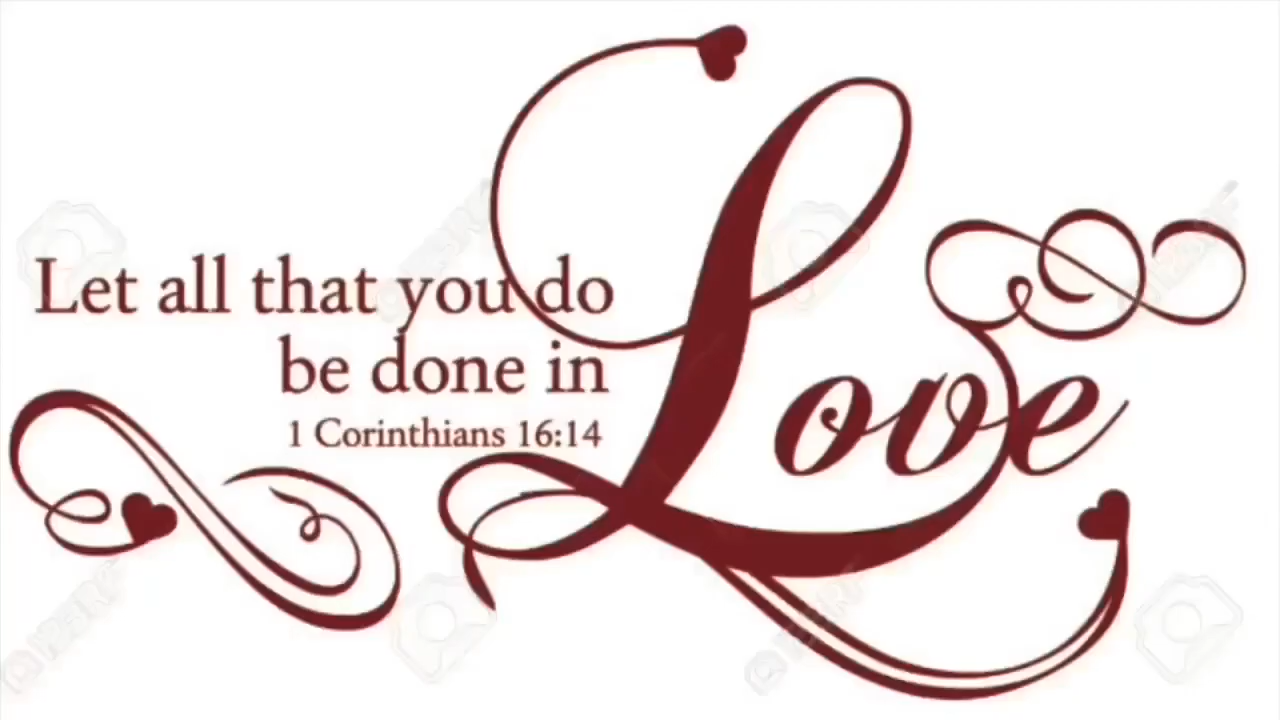 Let all that you do
be done in
Love
1 Corinthians 16:14